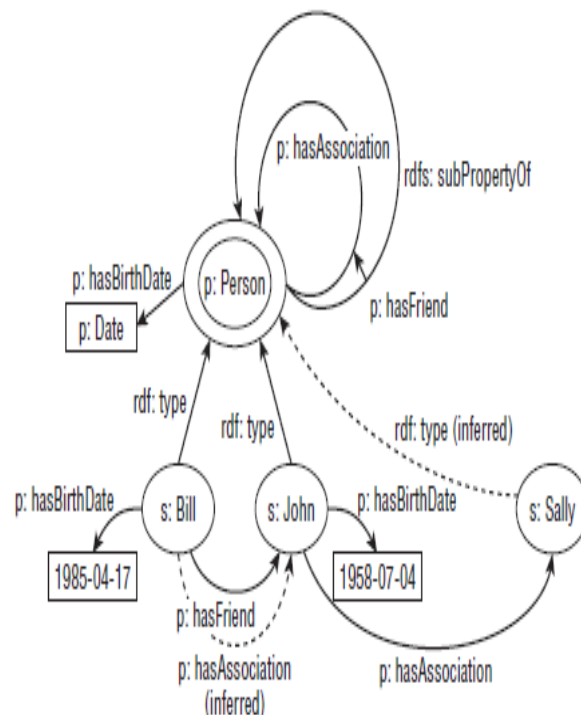 p: hasAssociation
rdfs: subPropertyOf
p: hasBirthDate
p: Person
p: hasFriend
p: Date
rdf: type
rdf: type
rdf: type (inferred)
p: hasBirthDate
s: Bill
s: John
p: hasBirthDate
s: Sally
1985-04-17
1958-07-04
p: hasFriend
p: hasAssociation
(inferred)
p: hasAssociation